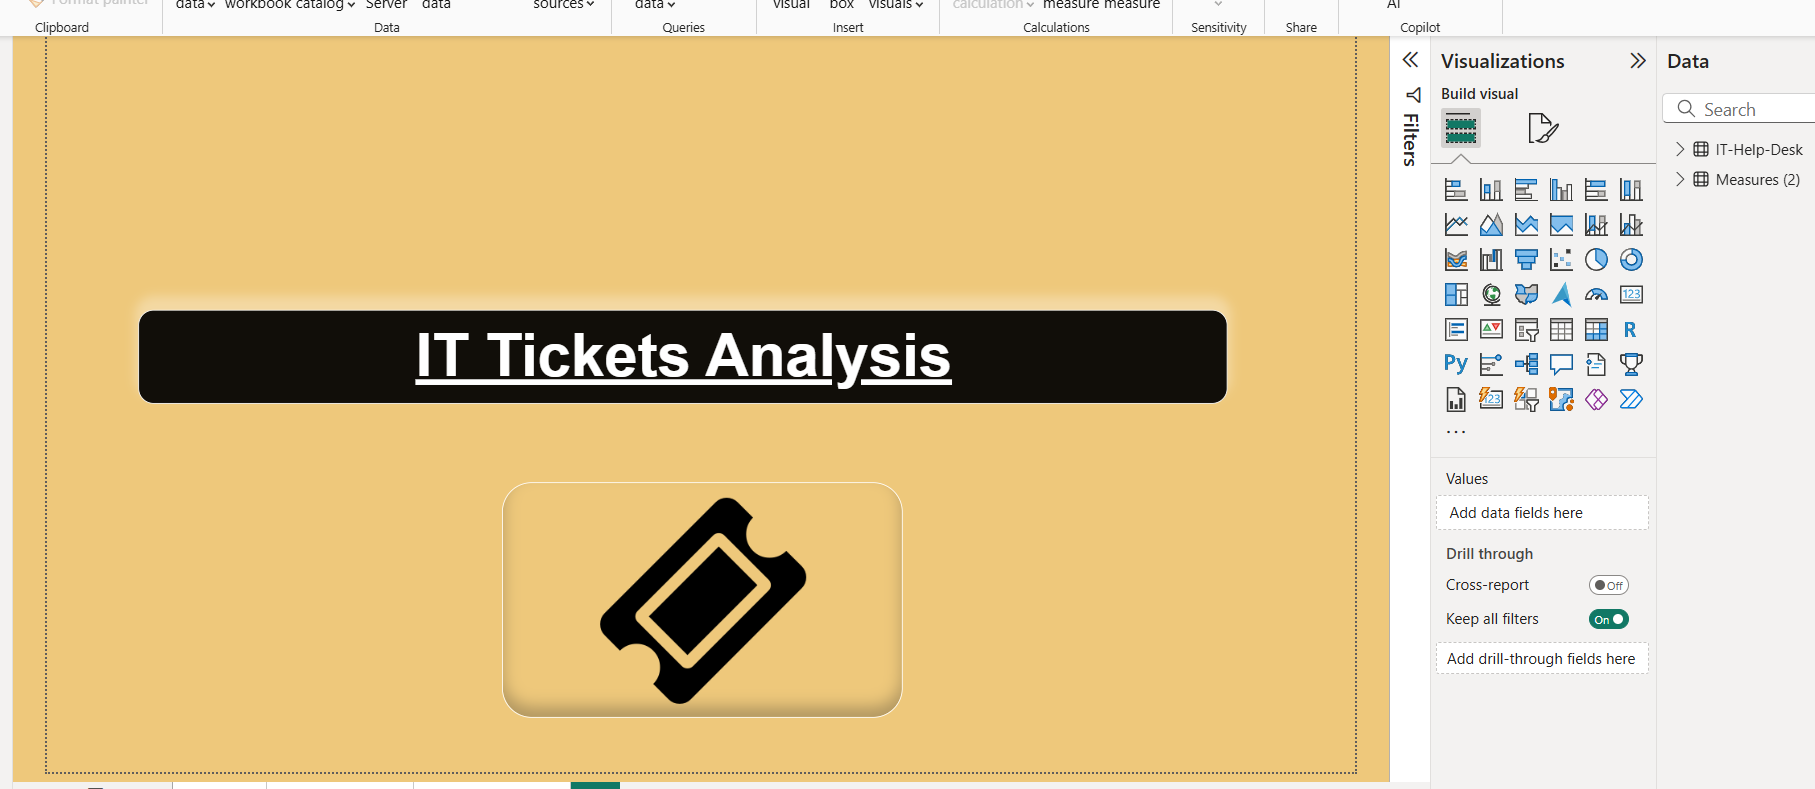 Format painter
data
workbook
catalog
Server
data
sources
data
visual
box
visuals
calculation
measure
measure
AI
Clipboard
Data
Queries
Insert
Calculations
Sensitivity
Share
Copilot
IT Tickets Analysis
Filters
Visualizations
Build visual
123
R
Py
123
...
Values
Add data fields here
Drill through
Cross-report
Off
Keep all filters
On
Add drill-through fields here
Data
Search
IT-Help-Desk
Measures (2)